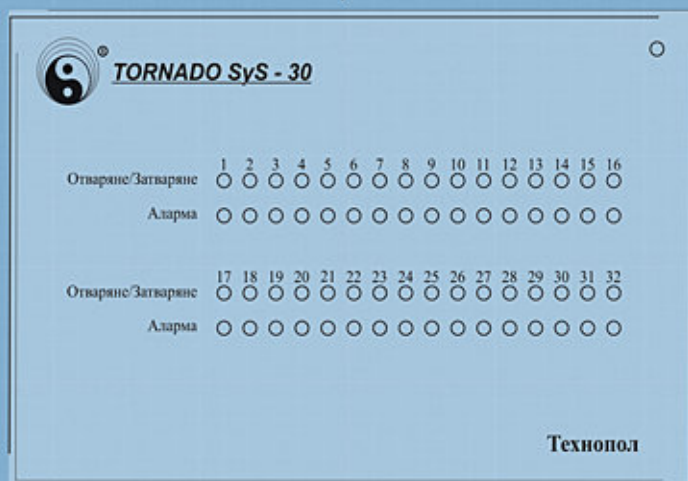 ®
TORNADO SyS - 30
1 2 3 4 5 6 7 8 9 10 11 12 13 14 15 16
Отваряне/Затваряне
Аларма
17 18 19 20 21 22 23 24 25 26 27 28 29 30 31 32
Отваряне/Затваряне
Аларма
Технопол